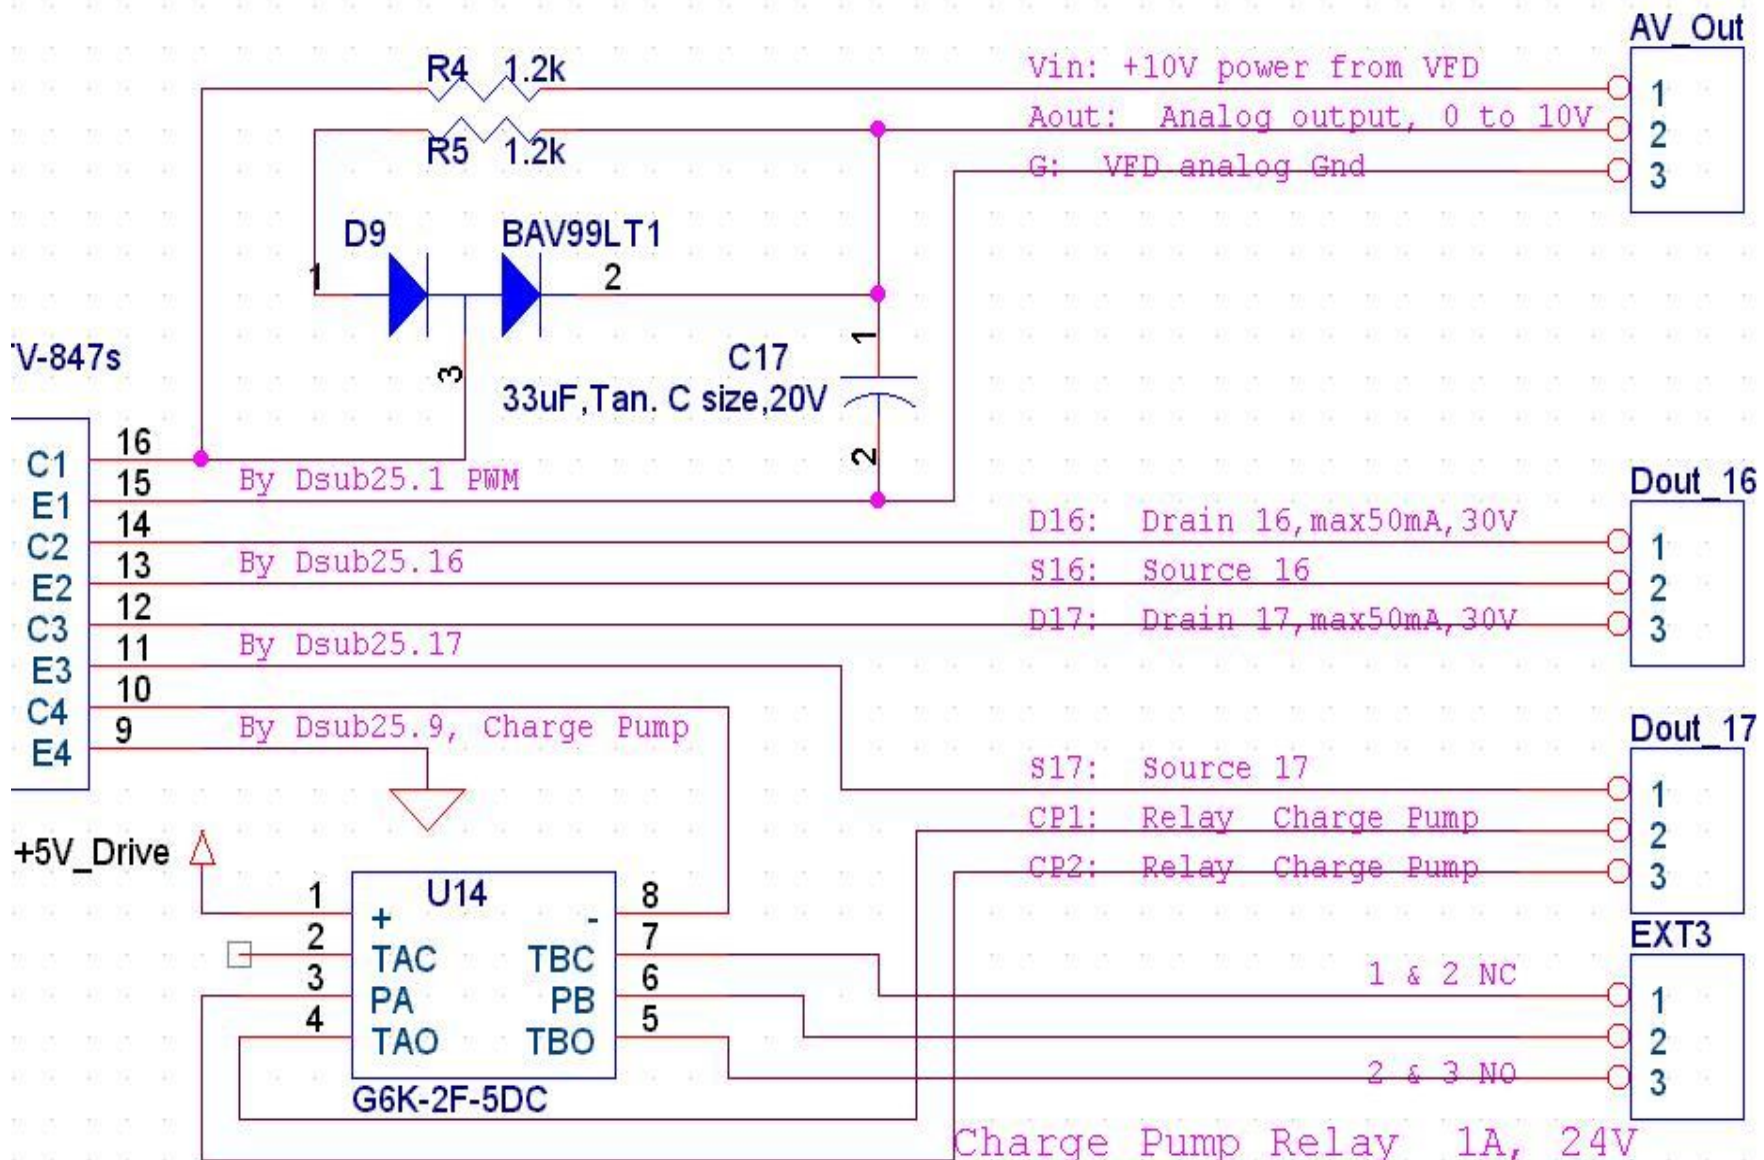 AV_Out
R4 1.2k
Vin: +10V power from VFD
1
Aout: Analog output, 0 to 10V
2
R5 1.2k
G: VFD analog Gnd
3
D9 BAV99LT1
1 2
3
'V-847s
C17
33uF,Tan. C size,20V
1
2
C1 16
By Dsub25.1 PWM
E1 15
Dout_16
C2 14
D16: Drain 16,max50mA,30V
1
By Dsub25.16
E2 13
S16: Source 16
2
C3 12
D17: Drain 17,max50mA,30V
3
By Dsub25.17
E3 11
C4 10
By Dsub25.9, Charge Pump
E4 9
Dout_17
S17: Source 17
1
CP1: Relay Charge Pump
2
CP2: Relay Charge Pump
3
+5V_Drive
U14
1 + - 8
2 TAC TBC 7
3 PA PB 6
4 TAO TBO 5
G6K-2F-5DC
EXT3
1 & 2 NC
1
2
2 & 3 NO
3
Charge Pump Relay 1A, 24V